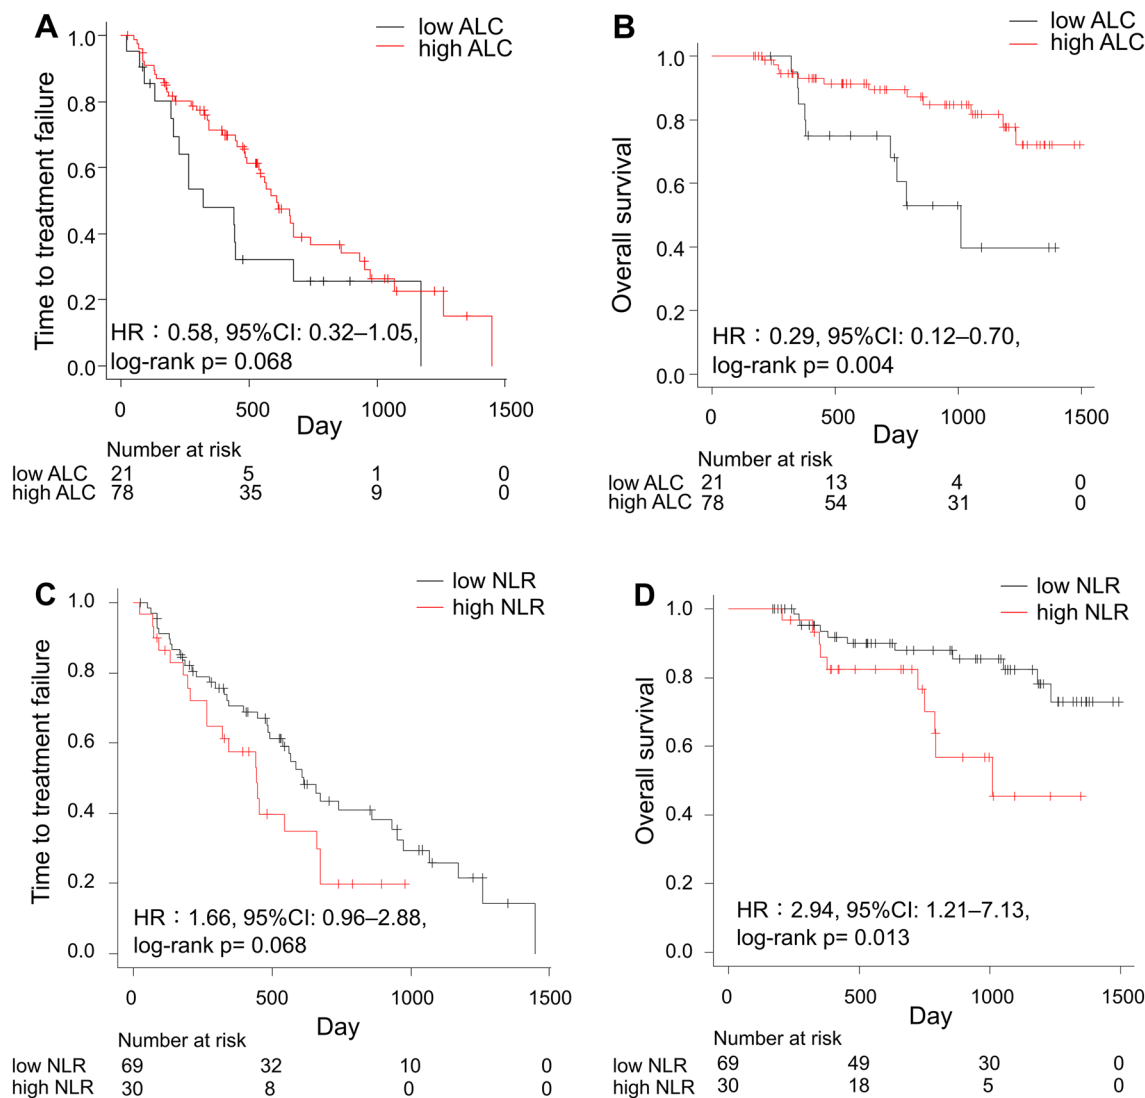 A
low ALC
high ALC
Time to treatment failure
1.0
0.8
0.6
0.4
0.2
0.0
HR：0.58, 95%CI: 0.32–1.05,
log-rank p= 0.068
0 500 1000 1500
Day
Number at risk
low ALC 21 5 1 0
high ALC 78 35 9 0
B
low ALC
high ALC
Overall survival
1.0
0.8
0.6
0.4
0.2
0.0
HR：0.29, 95%CI: 0.12–0.70,
log-rank p= 0.004
0 500 1000 1500
Day
Number at risk
low ALC 21 13 4 0
high ALC 78 54 31 0
C
low NLR
high NLR
Time to treatment failure
1.0
0.8
0.6
0.4
0.2
0.0
HR：1.66, 95%CI: 0.96–2.88,
log-rank p= 0.068
0 500 1000 1500
Day
Number at risk
low NLR 69 32 10 0
high NLR 30 8 0 0
D
low NLR
high NLR
Overall survival
1.0
0.8
0.6
0.4
0.2
0.0
HR：2.94, 95%CI: 1.21–7.13,
log-rank p= 0.013
0 500 1000 1500
Day
Number at risk
low NLR 69 49 30 0
high NLR 30 18 5 0